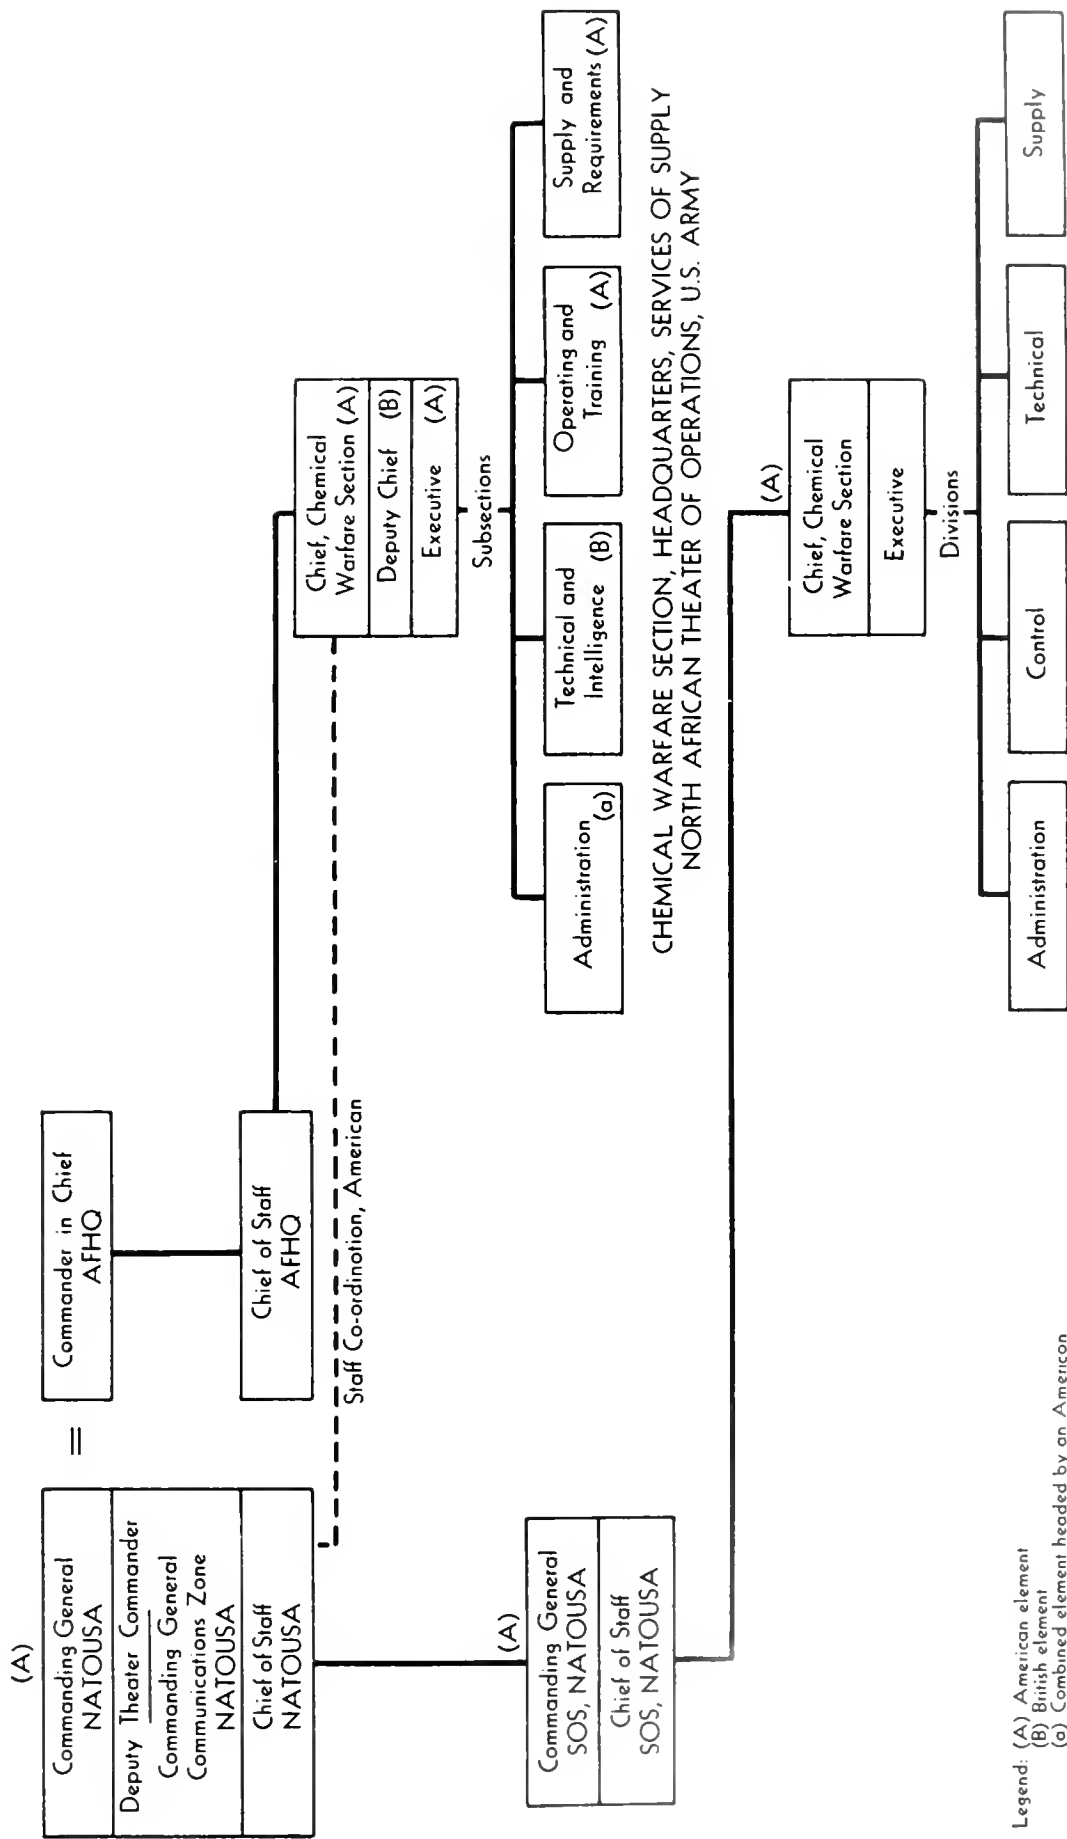 (A)
Commanding General
NATOUSA
Deputy Theater Commander
Commanding General
Communications Zone
NATOUSA
Chief of Staff
NATOUSA
=
Commander in Chief
AFHQ
Chief of Staff
AFHQ
Staff Co-ordination, American
Chief, Chemical
Warfare Section (A)
Deputy Chief (B)
Executive (A)
Subsections
Administration
(a)
Technical and
Intelligence (B)
Operating and
Training (A)
Supply and
Requirements (A)
CHEMICAL WARFARE SECTION, HEADQUARTERS, SERVICES OF SUPPLY
NORTH AFRICAN THEATER OF OPERATIONS, U.S. ARMY
(A)
Commanding General
SOS, NATOUSA
Chief of Staff
SOS, NATOUSA
(A)
Chief, Chemical
Warfare Section
Executive
Divisions
Administration
Control
Technical
Supply
Legend: (A) American element
(B) British element
(a) Combined element headed by an American